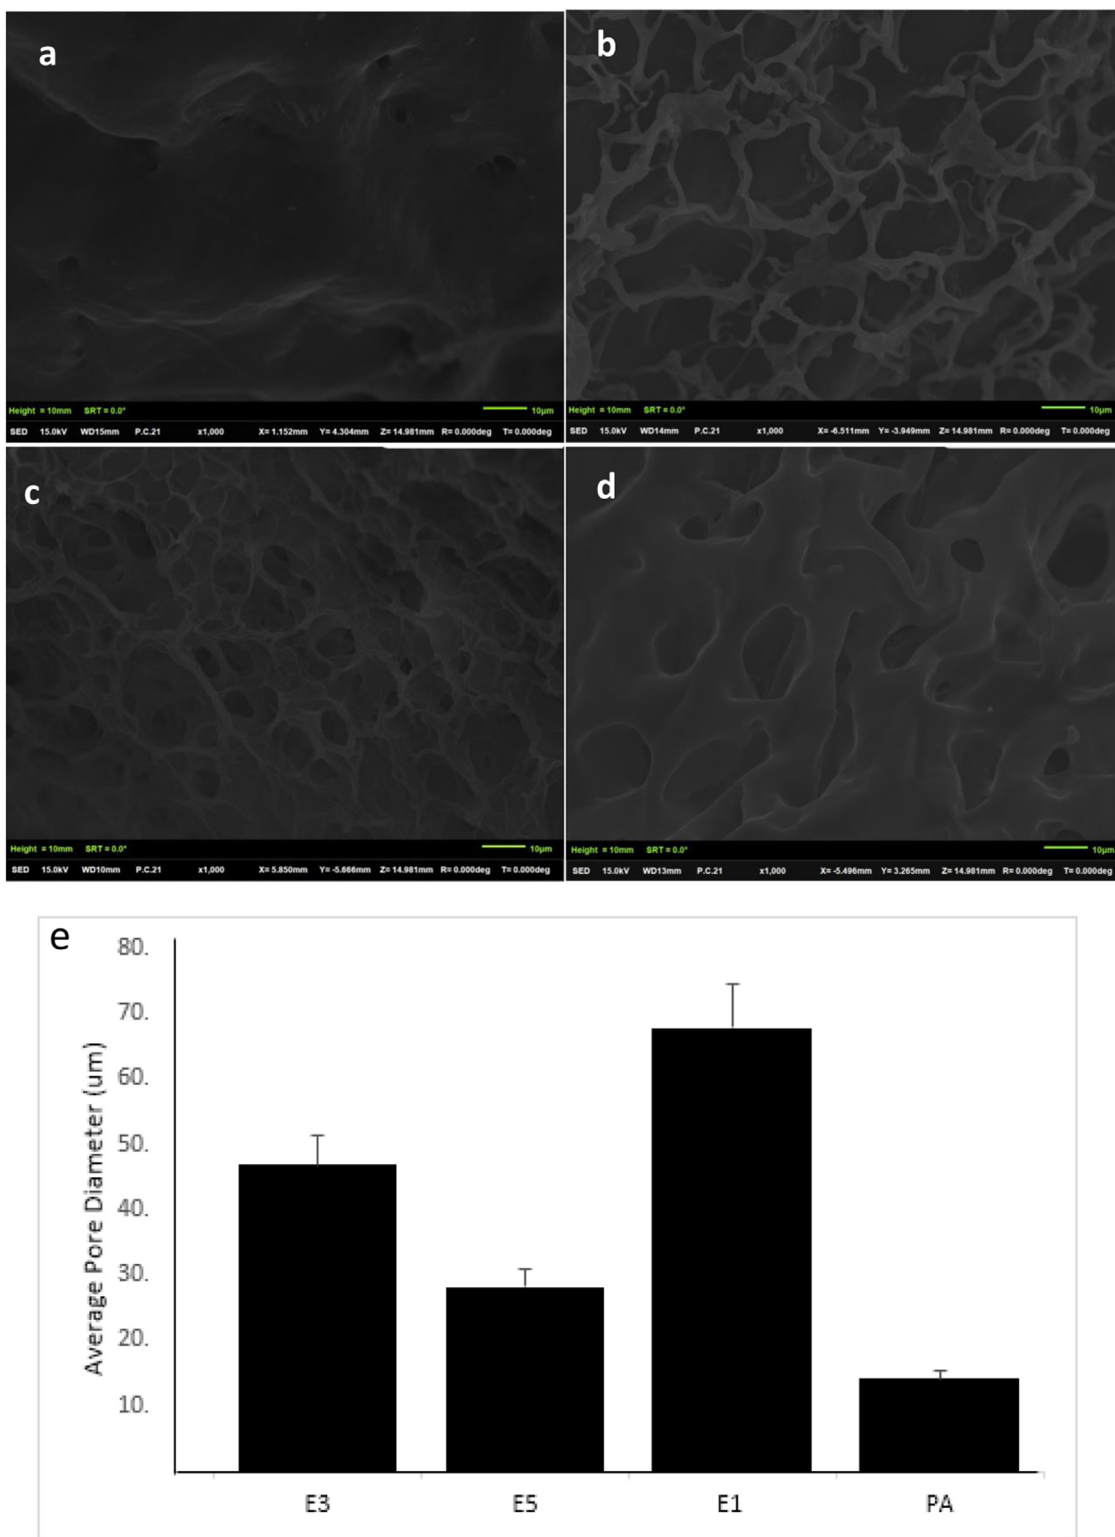 a
b
Height = 10mm SRT = 0.0° 10µm
SED 15.0kV WD15mm P.C.21 x1,000 X= 1.152mm Y= 4.304mm Z= 14.981mm R= 0.000deg T= 0.000deg
Height = 10mm SRT = 0.0° 10µm
SED 15.0kV WD14mm P.C.21 x1,000 X= -6.511mm Y= -3.949mm Z= 14.981mm R= 0.000deg T= 0.000deg
c
d
Height = 10mm SRT = 0.0° 10µm
SED 15.0kV WD10mm P.C.21 x1,000 X= 5.850mm Y= -5.666mm Z= 14.981mm R= 0.000deg T= 0.000deg
Height = 10mm SRT = 0.0° 10µm
SED 15.0kV WD13mm P.C.21 x1,000 X= -5.496mm Y= 3.265mm Z= 14.981mm R= 0.000deg T= 0.000deg
e
80.
70.
60.
50.
40.
30.
20.
10.
Average Pore Diameter (um)
E3 E5 E1 PA